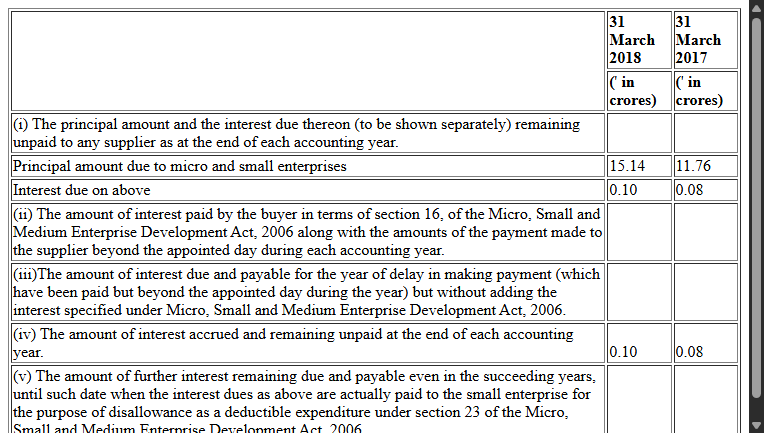 31 March 2018
31 March 2017
(' in crores)
(' in crores)
(i) The principal amount and the interest due thereon (to be shown separately) remaining
unpaid to any supplier as at the end of each accounting year.
Principal amount due to micro and small enterprises 15.14 11.76
Interest due on above 0.10 0.08
(ii) The amount of interest paid by the buyer in terms of section 16, of the Micro, Small and
Medium Enterprise Development Act, 2006 along with the amounts of the payment made to
the supplier beyond the appointed day during each accounting year.
(iii)The amount of interest due and payable for the year of delay in making payment (which
have been paid but beyond the appointed day during the year) but without adding the
interest specified under Micro, Small and Medium Enterprise Development Act, 2006.
(iv) The amount of interest accrued and remaining unpaid at the end of each accounting
year. 0.10 0.08
(v) The amount of further interest remaining due and payable even in the succeeding years,
until such date when the interest dues as above are actually paid to the small enterprise for
the purpose of disallowance as a deductible expenditure under section 23 of the Micro,
Small and Medium Enterprise Development Act, 2006